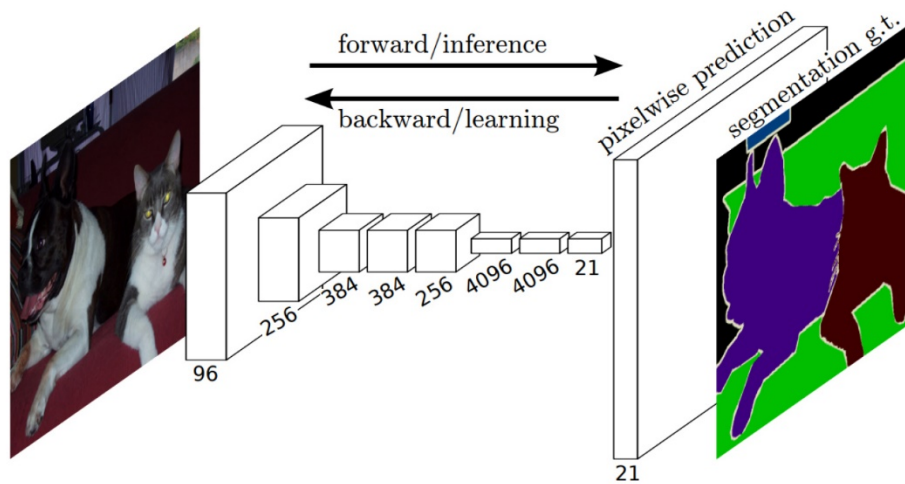 forward/inference
backward/learning
pixelwise prediction
segmentation g.t.
96
256
384
384
256
4096
4096
21
21